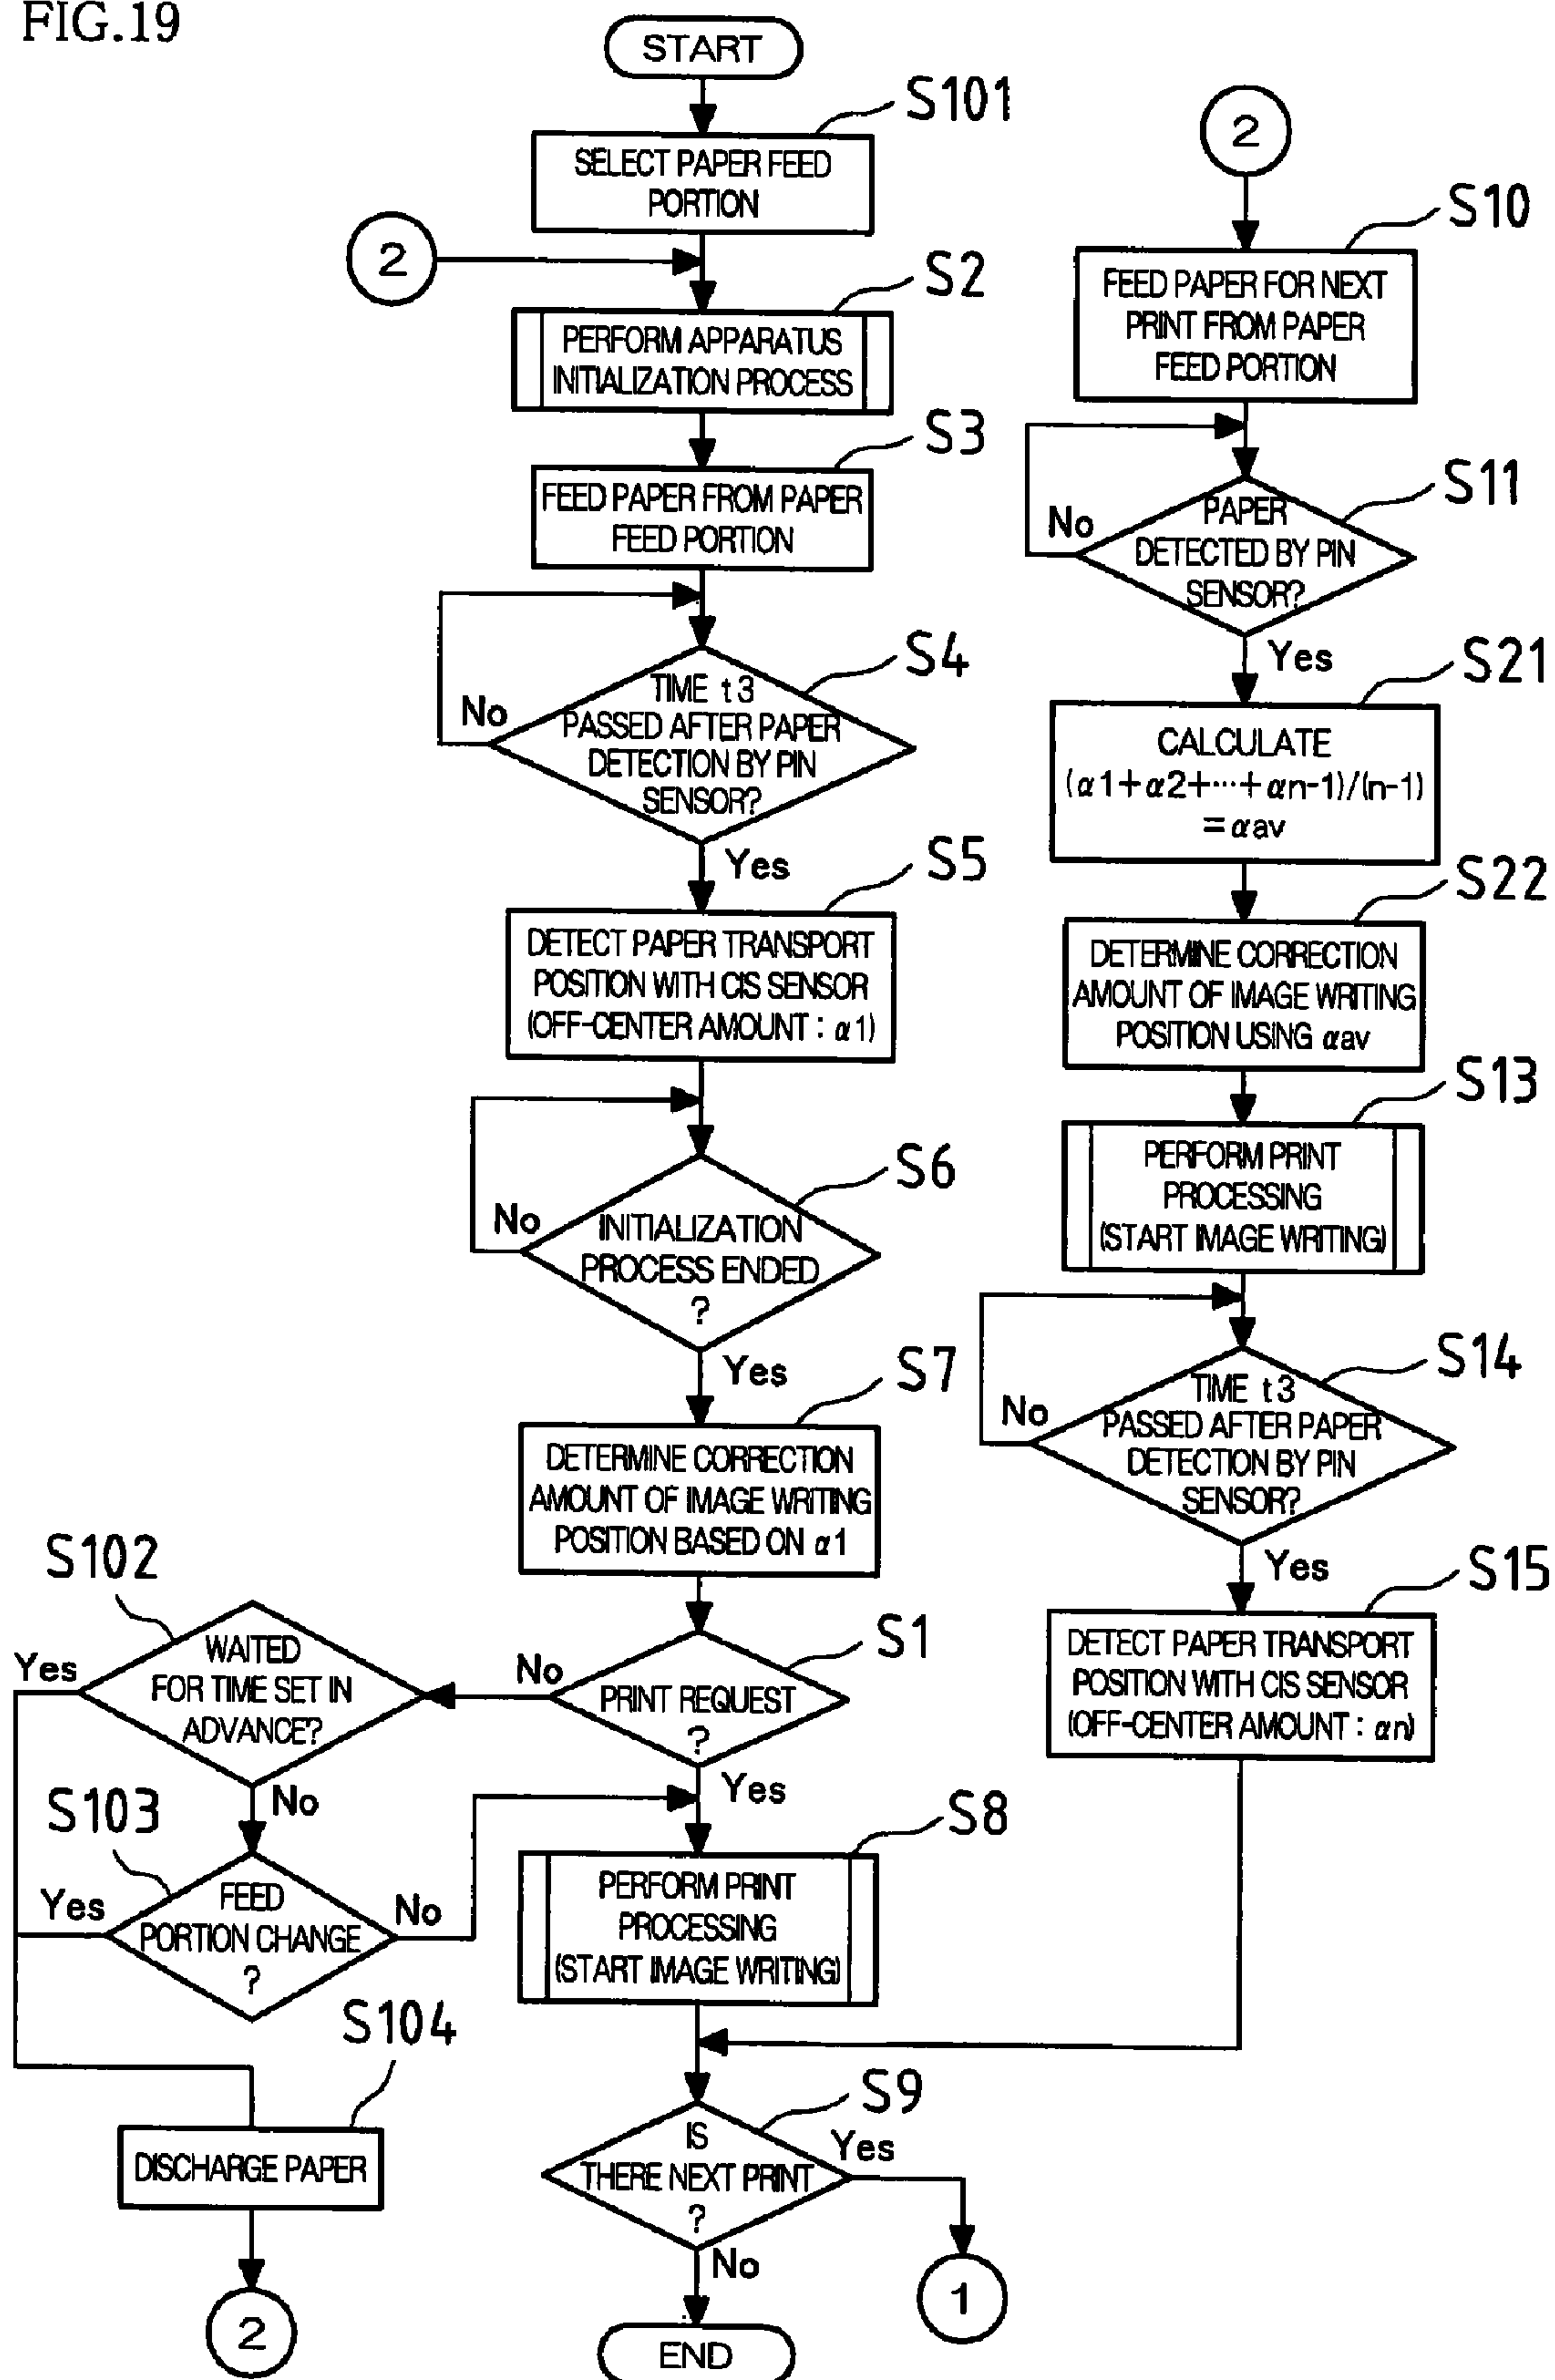 FIG.19
START
S101
SELECT PAPER FEED
PORTION
2
S2
PERFORM APPARATUS
INITIALIZATION PROCESS
S3
FEED PAPER FROM PAPER
FEED PORTION
S4
TIME t3
PASSED AFTER PAPER
DETECTION BY PIN
SENSOR?
No
Yes
S5
DETECT PAPER TRANSPORT
POSITION WITH CIS SENSOR
(OFF-CENTER AMOUNT : α1)
S6
INITIALIZATION
PROCESS ENDED
?
No
Yes
S7
DETERMINE CORRECTION
AMOUNT OF IMAGE WRITING
POSITION BASED ON α1
S1
PRINT REQUEST
?
No
Yes
S102
WAITED
FOR TIME SET IN
ADVANCE?
Yes
No
S103
FEED
PORTION CHANGE
?
Yes
No
S104
DISCHARGE PAPER
2
S8
PERFORM PRINT
PROCESSING
(START IMAGE WRITING)
S9
IS
THERE NEXT PRINT
?
Yes
1
No
END
2
S10
FEED PAPER FOR NEXT
PRINT FROM PAPER
FEED PORTION
S11
PAPER
DETECTED BY PIN
SENSOR?
No
Yes
S21
CALCULATE
(α1+α2+···+αn-1)/(n-1)
=αav
S22
DETERMINE CORRECTION
AMOUNT OF IMAGE WRITING
POSITION USING αav
S13
PERFORM PRINT
PROCESSING
(START IMAGE WRITING)
S14
TIME t3
PASSED AFTER PAPER
DETECTION BY PIN
SENSOR?
No
Yes
S15
DETECT PAPER TRANSPORT
POSITION WITH CIS SENSOR
(OFF-CENTER AMOUNT : αn)